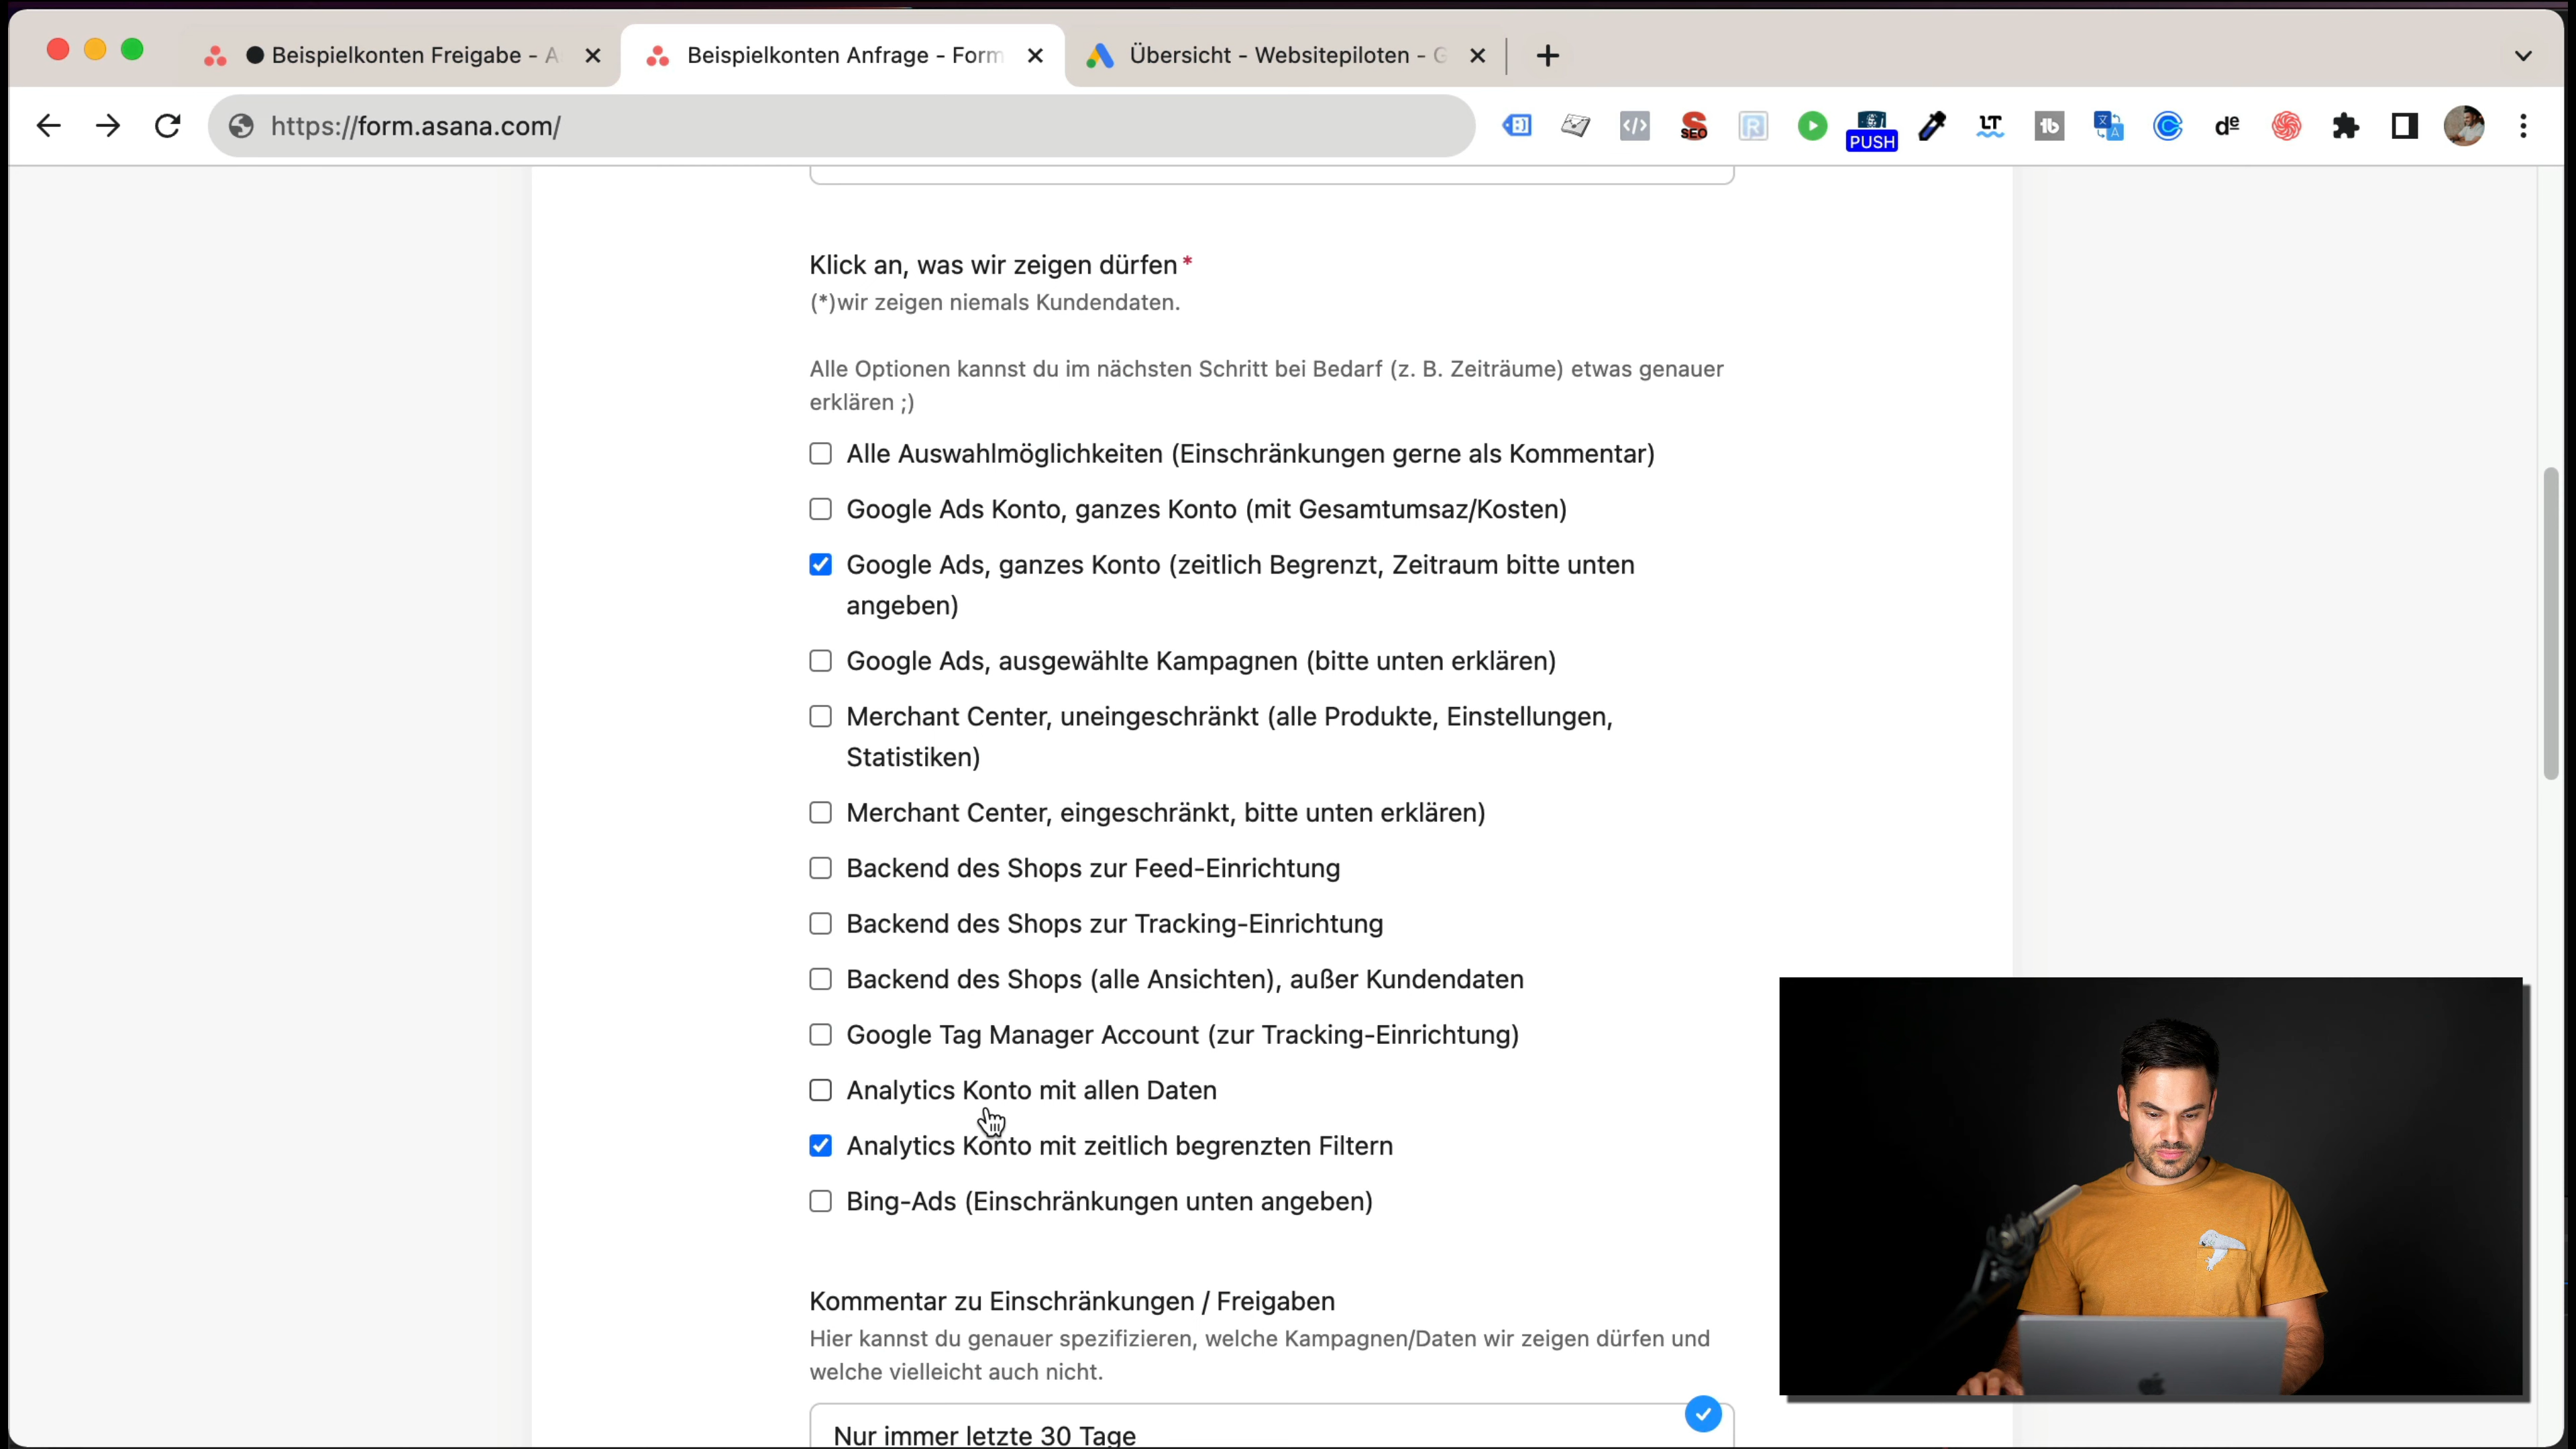 Beispielkonten Freigabe - A
Beispielkonten Anfrage - Form
Übersicht - Websitepiloten - G
https://form.asana.com/
SEO
R
PUSH
LT
tb
de
Klick an, was wir zeigen dürfen*
(*)wir zeigen niemals Kundendaten.
Alle Optionen kannst du im nächsten Schritt bei Bedarf (z. B. Zeiträume) etwas genauer
erklären ;)
Alle Auswahlmöglichkeiten (Einschränkungen gerne als Kommentar)
Google Ads Konto, ganzes Konto (mit Gesamtumsaz/Kosten)
Google Ads, ganzes Konto (zeitlich Begrenzt, Zeitraum bitte unten
angeben)
Google Ads, ausgewählte Kampagnen (bitte unten erklären)
Merchant Center, uneingeschränkt (alle Produkte, Einstellungen,
Statistiken)
Merchant Center, eingeschränkt, bitte unten erklären)
Backend des Shops zur Feed-Einrichtung
Backend des Shops zur Tracking-Einrichtung
Backend des Shops (alle Ansichten), außer Kundendaten
Google Tag Manager Account (zur Tracking-Einrichtung)
Analytics Konto mit allen Daten
Analytics Konto mit zeitlich begrenzten Filtern
Bing-Ads (Einschränkungen unten angeben)
Kommentar zu Einschränkungen / Freigaben
Hier kannst du genauer spezifizieren, welche Kampagnen/Daten wir zeigen dürfen und
welche vielleicht auch nicht.
Nur immer letzte 30 Tage